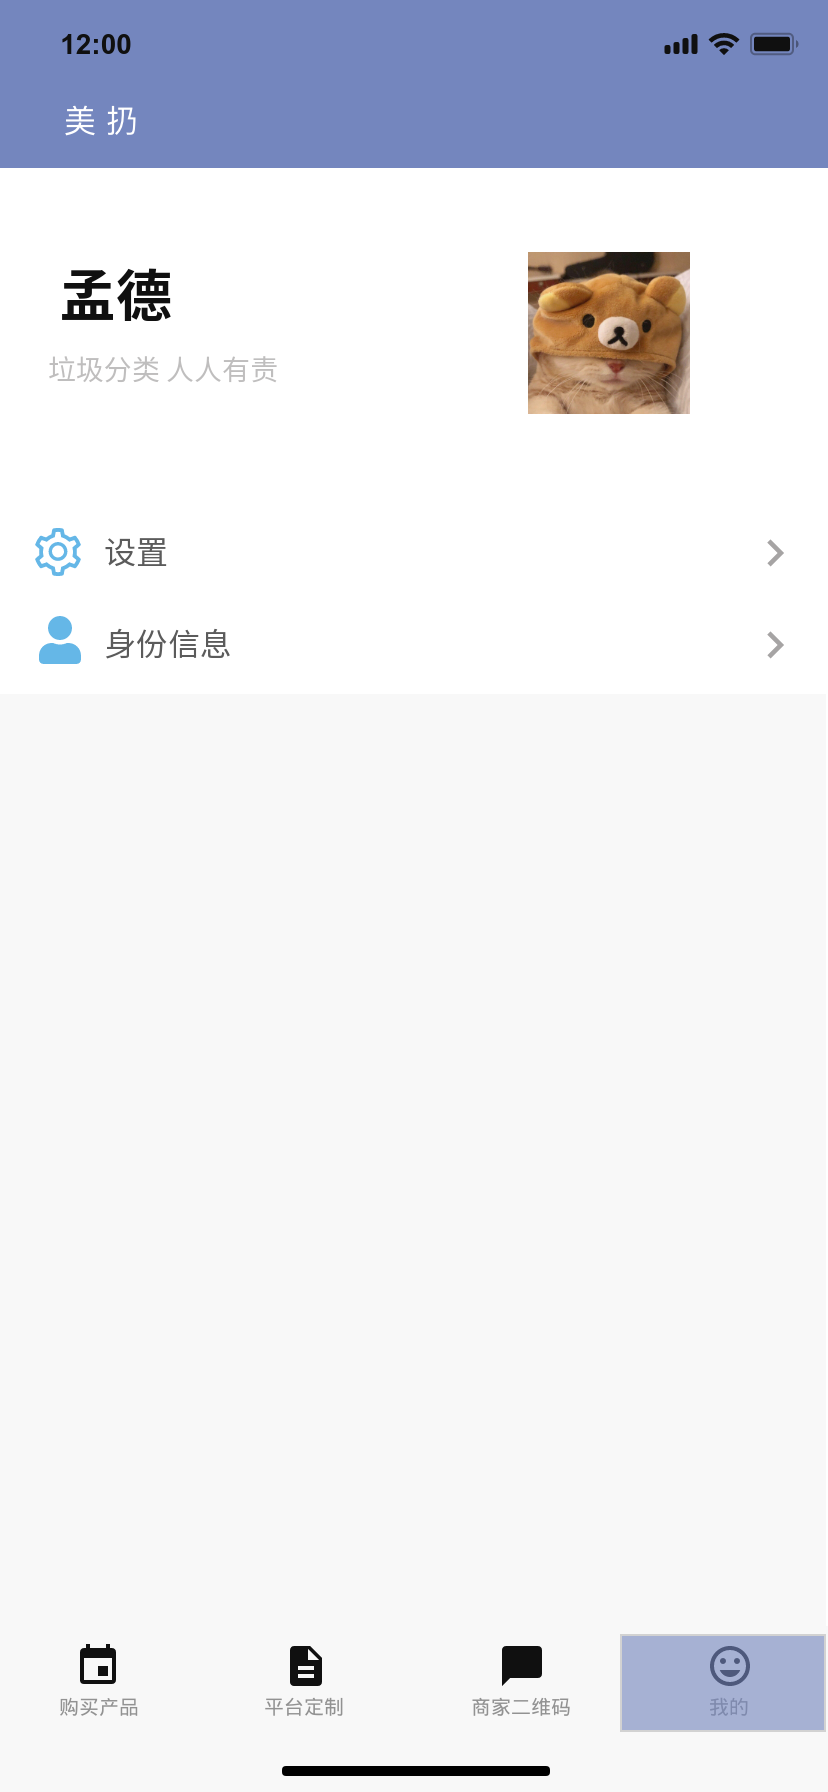 12:00
美 扔
孟德
垃圾分类 人人有责
设置
身份信息
购买产品
平台定制
商家二维码
我的